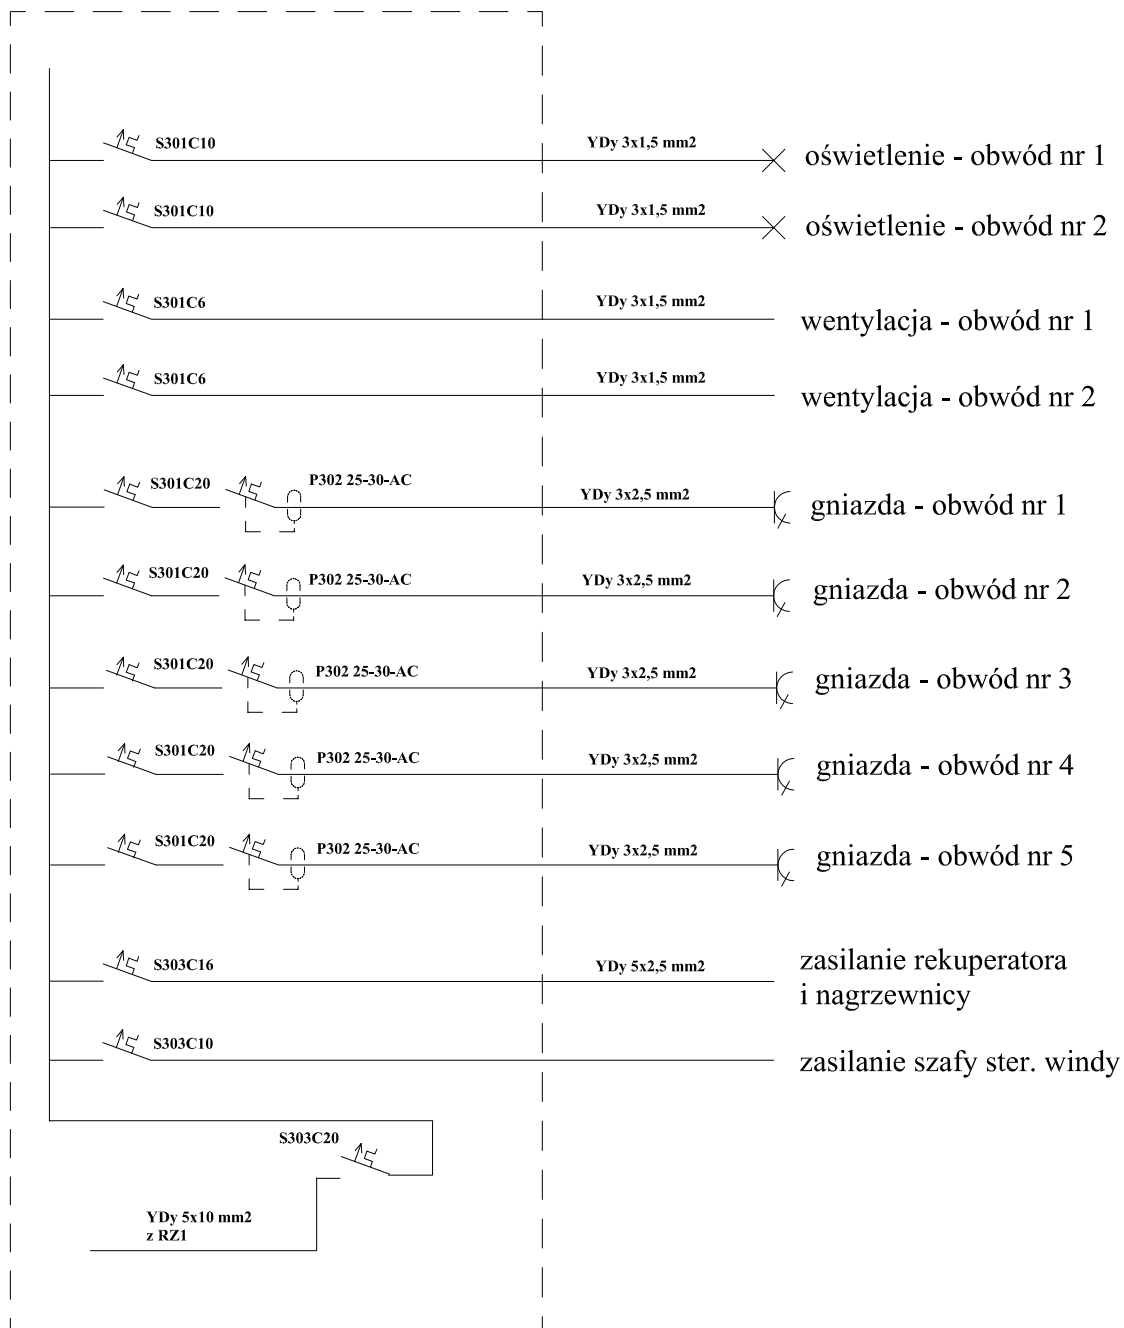 S301C10
YDy 3x1,5 mm2
oświetlenie - obwód nr 1
S301C10
YDy 3x1,5 mm2
oświetlenie - obwód nr 2
S301C6
YDy 3x1,5 mm2
wentylacja - obwód nr 1
S301C6
YDy 3x1,5 mm2
wentylacja - obwód nr 2
S301C20
P302 25-30-AC
YDy 3x2,5 mm2
gniazda - obwód nr 1
S301C20
P302 25-30-AC
YDy 3x2,5 mm2
gniazda - obwód nr 2
S301C20
P302 25-30-AC
YDy 3x2,5 mm2
gniazda - obwód nr 3
S301C20
P302 25-30-AC
YDy 3x2,5 mm2
gniazda - obwód nr 4
S301C20
P302 25-30-AC
YDy 3x2,5 mm2
gniazda - obwód nr 5
S303C16
YDy 5x2,5 mm2
zasilanie rekuperatora
i nagrzewnicy
S303C10
zasilanie szafy ster. windy
S303C20
YDy 5x10 mm2
z RZ1